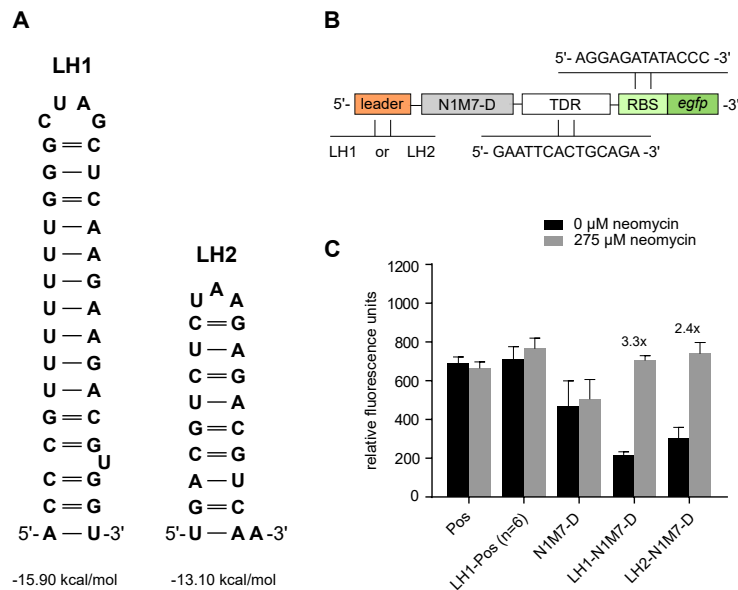 A
B
LH1
U A
C G
G = C
G — U
G = C
U — A
U — A
U — G
U — A
U — A
U — G
U — A
G = C
C = G
U
C = G
C = G
5'- A — U -3'
-15.90 kcal/mol
LH2
A
U A
C = G
U — A
C = G
U — A
G = C
C = G
A — U
G = C
5'- U — A A -3'
-13.10 kcal/mol
5'- AGGAGATATACCC -3'
5'- leader N1M7-D TDR RBS egfp -3'
LH1 or LH2
5'- GAATTCACTGCAGA -3'
C
0 µM neomycin
275 µM neomycin
relative fluorescence units
1200
1000
800
600
400
200
0
3.3x
2.4x
Pos
LH1-Pos (n=6)
N1M7-D
LH1-N1M7-D
LH2-N1M7-D